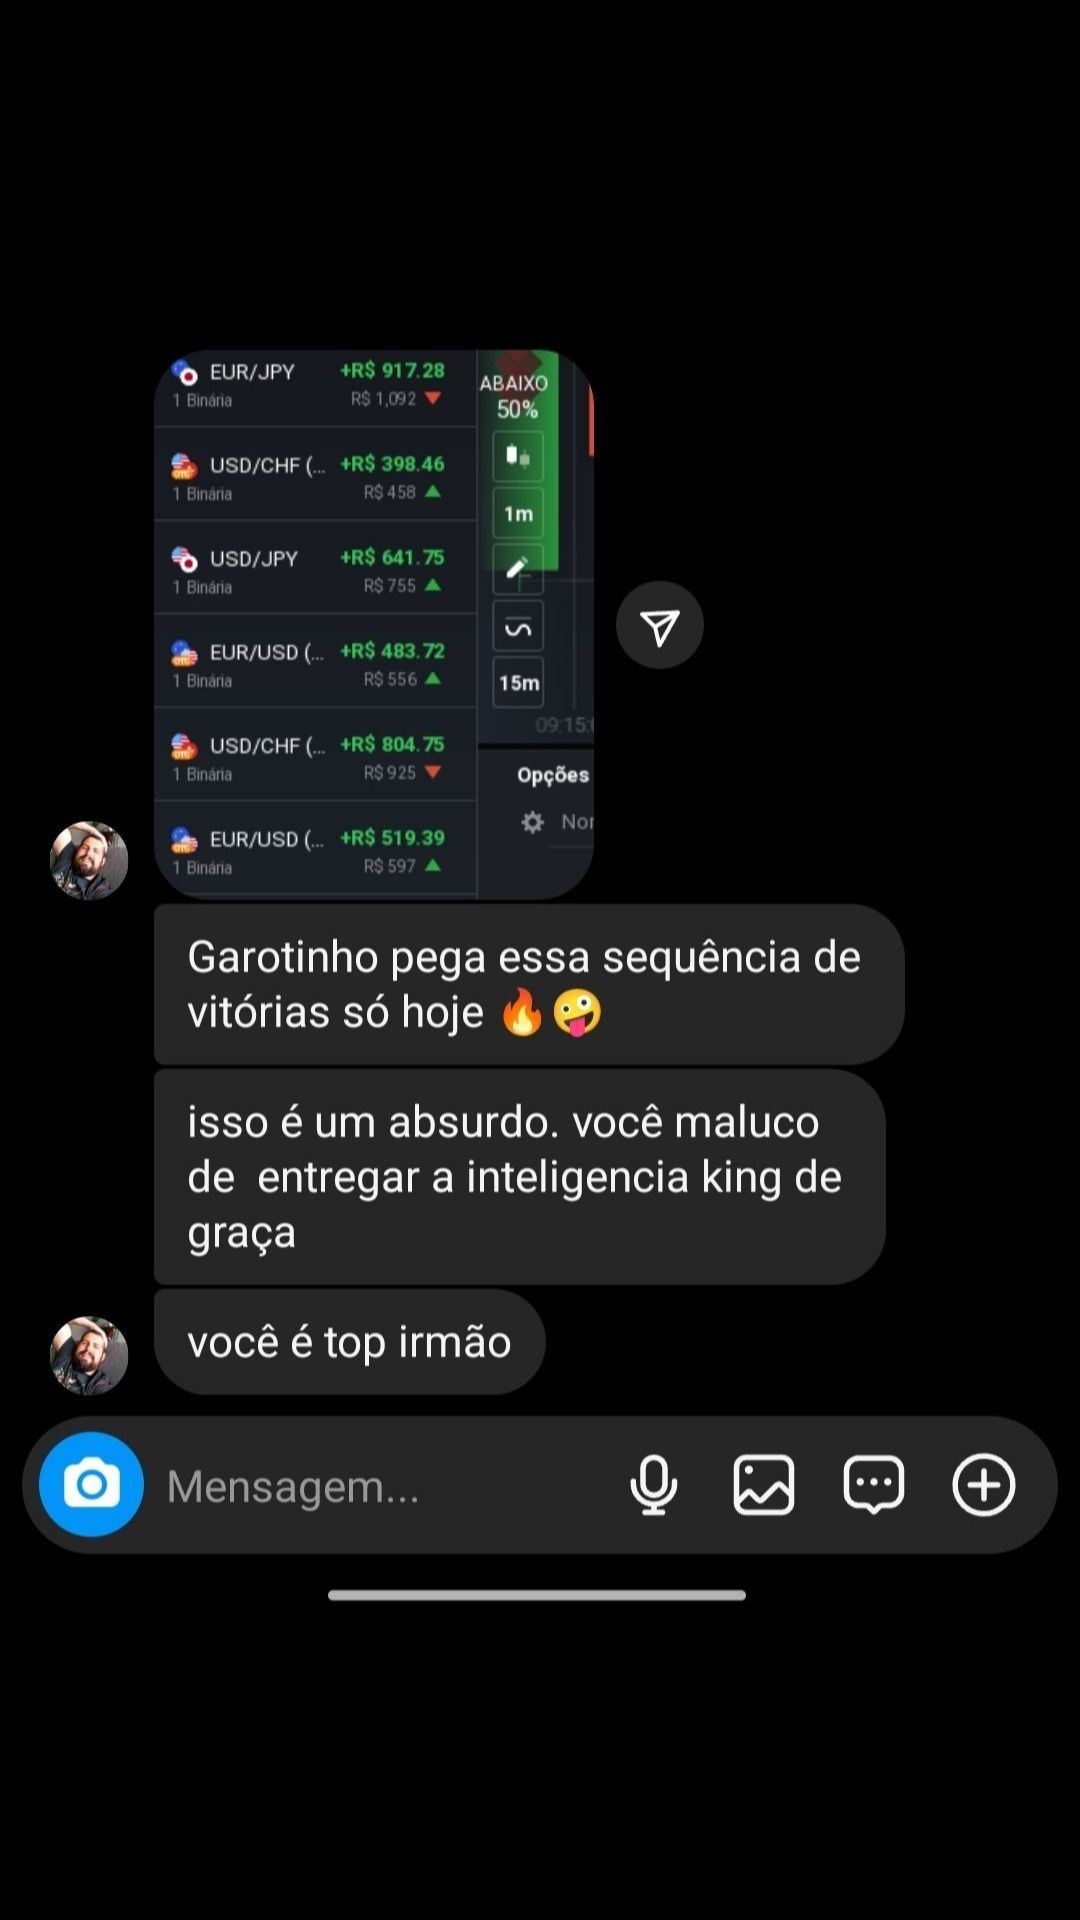 EUR/JPY +R$ 917.28
1 Binária R$ 1,092
USD/CHF (... +R$ 398.46
1 Binária R$ 458
USD/JPY +R$ 641.75
1 Binária R$ 755
EUR/USD (... +R$ 483.72
1 Binária R$ 556
USD/CHF (... +R$ 804.75
1 Binária R$ 925
EUR/USD (... +R$ 519.39
1 Binária R$ 597
ABAIXO
50%
1m
15m
09:15:
Opções
Garotinho pega essa sequência de
vitórias só hoje 🔥🤪
isso é um absurdo. você maluco
de  entregar a inteligencia king de
graça
você é top irmão
Mensagem...